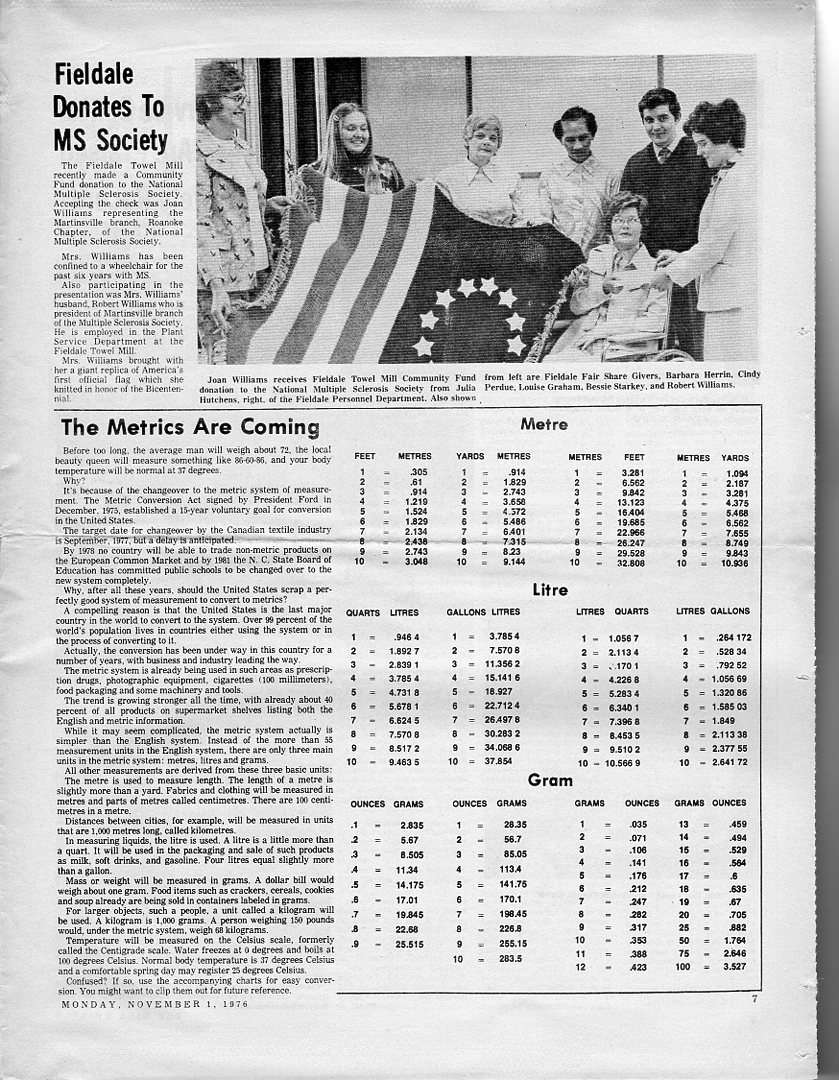 Fieldale
Donates To
MS Society
The Fieldale Towel Mill
recently made a Community
Fund donation to the National
Multiple Sclerosis Society.
Accepting the check was Joan
Williams representing the
Martinsville branch, Roanoke
Chapter, of the National
Multiple Sclerosis Society.
Mrs. Williams has been
confined to a wheelchair for the
past six years with MS.
Also participating in the
presentation was Mrs. Williams'
husband, Robert Williams who is
president of Martinsville branch
of the Multiple Sclerosis Society.
He is employed in the Plant
Service Department at the
Fieldale Towel Mill.
Mrs. Williams brought with
her a giant replica of America's
first official flag which she
knitted in honor of the Bicenten-
nial.
Joan Williams receives Fieldale Towel Mill Community Fund
donation to the National Multiple Sclerosis Society from Julia
Hutchens, right, of the Fieldale Personnel Department. Also shown
from left are Fieldale Fair Share Givers, Barbara Herrin, Cindy
Perdue, Louise Graham, Bessie Starkey, and Robert Williams.
The Metrics Are Coming
Before too long, the average man will weigh about 72, the local
beauty queen will measure something like 86-60-86, and your body
temperature will be normal at 37 degrees.
Why?
It's because of the changeover to the metric system of measure-
ment. The Metric Conversion Act signed by President Ford in
December, 1975, established a 15-year voluntary goal for conversion
in the United States.
The target date for changeover by the Canadian textile industry
is September, 1977, but a delay is anticipated.
By 1978 no country will be able to trade non-metric products on
the European Common Market and by 1981 the N. C. State Board of
Education has committed public schools to be changed over to the
new system completely.
Why, after all these years, should the United States scrap a per-
fectly good system of measurement to convert to metrics?
A compelling reason is that the United States is the last major
country in the world to convert to the system. Over 99 percent of the
world's population lives in countries either using the system or in
the process of converting to it.
Actually, the conversion has been under way in this country for a
number of years, with business and industry leading the way.
The metric system is already being used in such areas as prescrip-
tion drugs, photographic equipment, cigarettes (100 millimeters),
food packaging and some machinery and tools.
The trend is growing stronger all the time, with already about 40
percent of all products on supermarket shelves listing both the
English and metric information.
While it may seem complicated, the metric system actually is
simpler than the English system. Instead of the more than 55
measurement units in the English system, there are only three main
units in the metric system: metres, litres and grams.
All other measurements are derived from these three basic units:
The metre is used to measure length. The length of a metre is
slightly more than a yard. Fabrics and clothing will be measured in
metres and parts of metres called centimetres. There are 100 centi-
metres in a metre.
Distances between cities, for example, will be measured in units
that are 1,000 metres long, called kilometres.
In measuring liquids, the litre is used. A litre is a little more than
a quart. It will be used in the packaging and sale of such products
as milk, soft drinks, and gasoline. Four litres equal slightly more
than a gallon.
Mass or weight will be measured in grams. A dollar bill would
weigh about one gram. Food items such as crackers, cereals, cookies
and soup already are being sold in containers labeled in grams.
For larger objects, such a people, a unit called a kilogram will
be used. A kilogram is 1,000 grams. A person weighing 150 pounds
would, under the metric system, weigh 68 kilograms.
Temperature will be measured on the Celsius scale, formerly
called the Centigrade scale. Water freezes at 0 degrees and boils at
100 degrees Celsius. Normal body temperature is 37 degrees Celsius
and a comfortable spring day may register 25 degrees Celsius.
Confused? If so, use the accompanying charts for easy conver-
sion. You might want to clip them out for future reference.
Metre
FEET METRES YARDS METRES METRES FEET METRES YARDS
1 = .305 1 = .914 1 = 3.281 1 = 1.094
2 = .61 2 = 1.829 2 = 6.562 2 = 2.187
3 = .914 3 = 2.743 3 = 9.842 3 = 3.281
4 = 1.219 4 = 3.658 4 = 13.123 4 = 4.375
5 = 1.524 5 = 4.572 5 = 16.404 5 = 5.468
6 = 1.829 6 = 5.486 6 = 19.685 6 = 6.562
7 = 2.134 7 = 6.401 7 = 22.966 7 = 7.655
8 = 2.438 8 = 7.315 8 = 26.247 8 = 8.749
9 = 2.743 9 = 8.23 9 = 29.528 9 = 9.843
10 = 3.048 10 = 9.144 10 = 32.808 10 = 10.936
Litre
QUARTS LITRES GALLONS LITRES LITRES QUARTS LITRES GALLONS
1 = .946 4 1 = 3.785 4 1 = 1.056 7 1 = .264 172
2 = 1.892 7 2 = 7.570 8 2 = 2.113 4 2 = .528 34
3 = 2.839 1 3 = 11.356 2 3 = .170 1 3 = .792 52
4 = 3.785 4 4 = 15.141 6 4 = 4.226 8 4 = 1.056 69
5 = 4.731 8 5 = 18.927 5 = 5.283 4 5 = 1.320 86
6 = 5.678 1 6 = 22.712 4 6 = 6.340 1 6 = 1.585 03
7 = 6.624 5 7 = 26.497 8 7 = 7.396 8 7 = 1.849
8 = 7.570 8 8 = 30.283 2 8 = 8.453 5 8 = 2.113 38
9 = 8.517 2 9 = 34.068 6 9 = 9.510 2 9 = 2.377 55
10 = 9.463 5 10 = 37.854 10 = 10.566 9 10 = 2.641 72
Gram
OUNCES GRAMS OUNCES GRAMS GRAMS OUNCES GRAMS OUNCES
.1 = 2.835 1 = 28.35 1 = .035 13 = .459
.2 = 5.67 2 = 56.7 2 = .071 14 = .494
.3 = 8.505 3 = 85.05 3 = .106 15 = .529
.4 = 11.34 4 = 113.4 4 = .141 16 = .564
.5 = 14.175 5 = 141.75 5 = .176 17 = .6
.6 = 17.01 6 = 170.1 6 = .212 18 = .635
.7 = 19.845 7 = 198.45 7 = .247 19 = .67
.8 = 22.68 8 = 226.8 8 = .282 20 = .705
.9 = 25.515 9 = 255.15 9 = .317 25 = .882
10 = 283.5 10 = .353 50 = 1.764
11 = .388 75 = 2.646
12 = .423 100 = 3.527
MONDAY, NOVEMBER 1, 1976
7